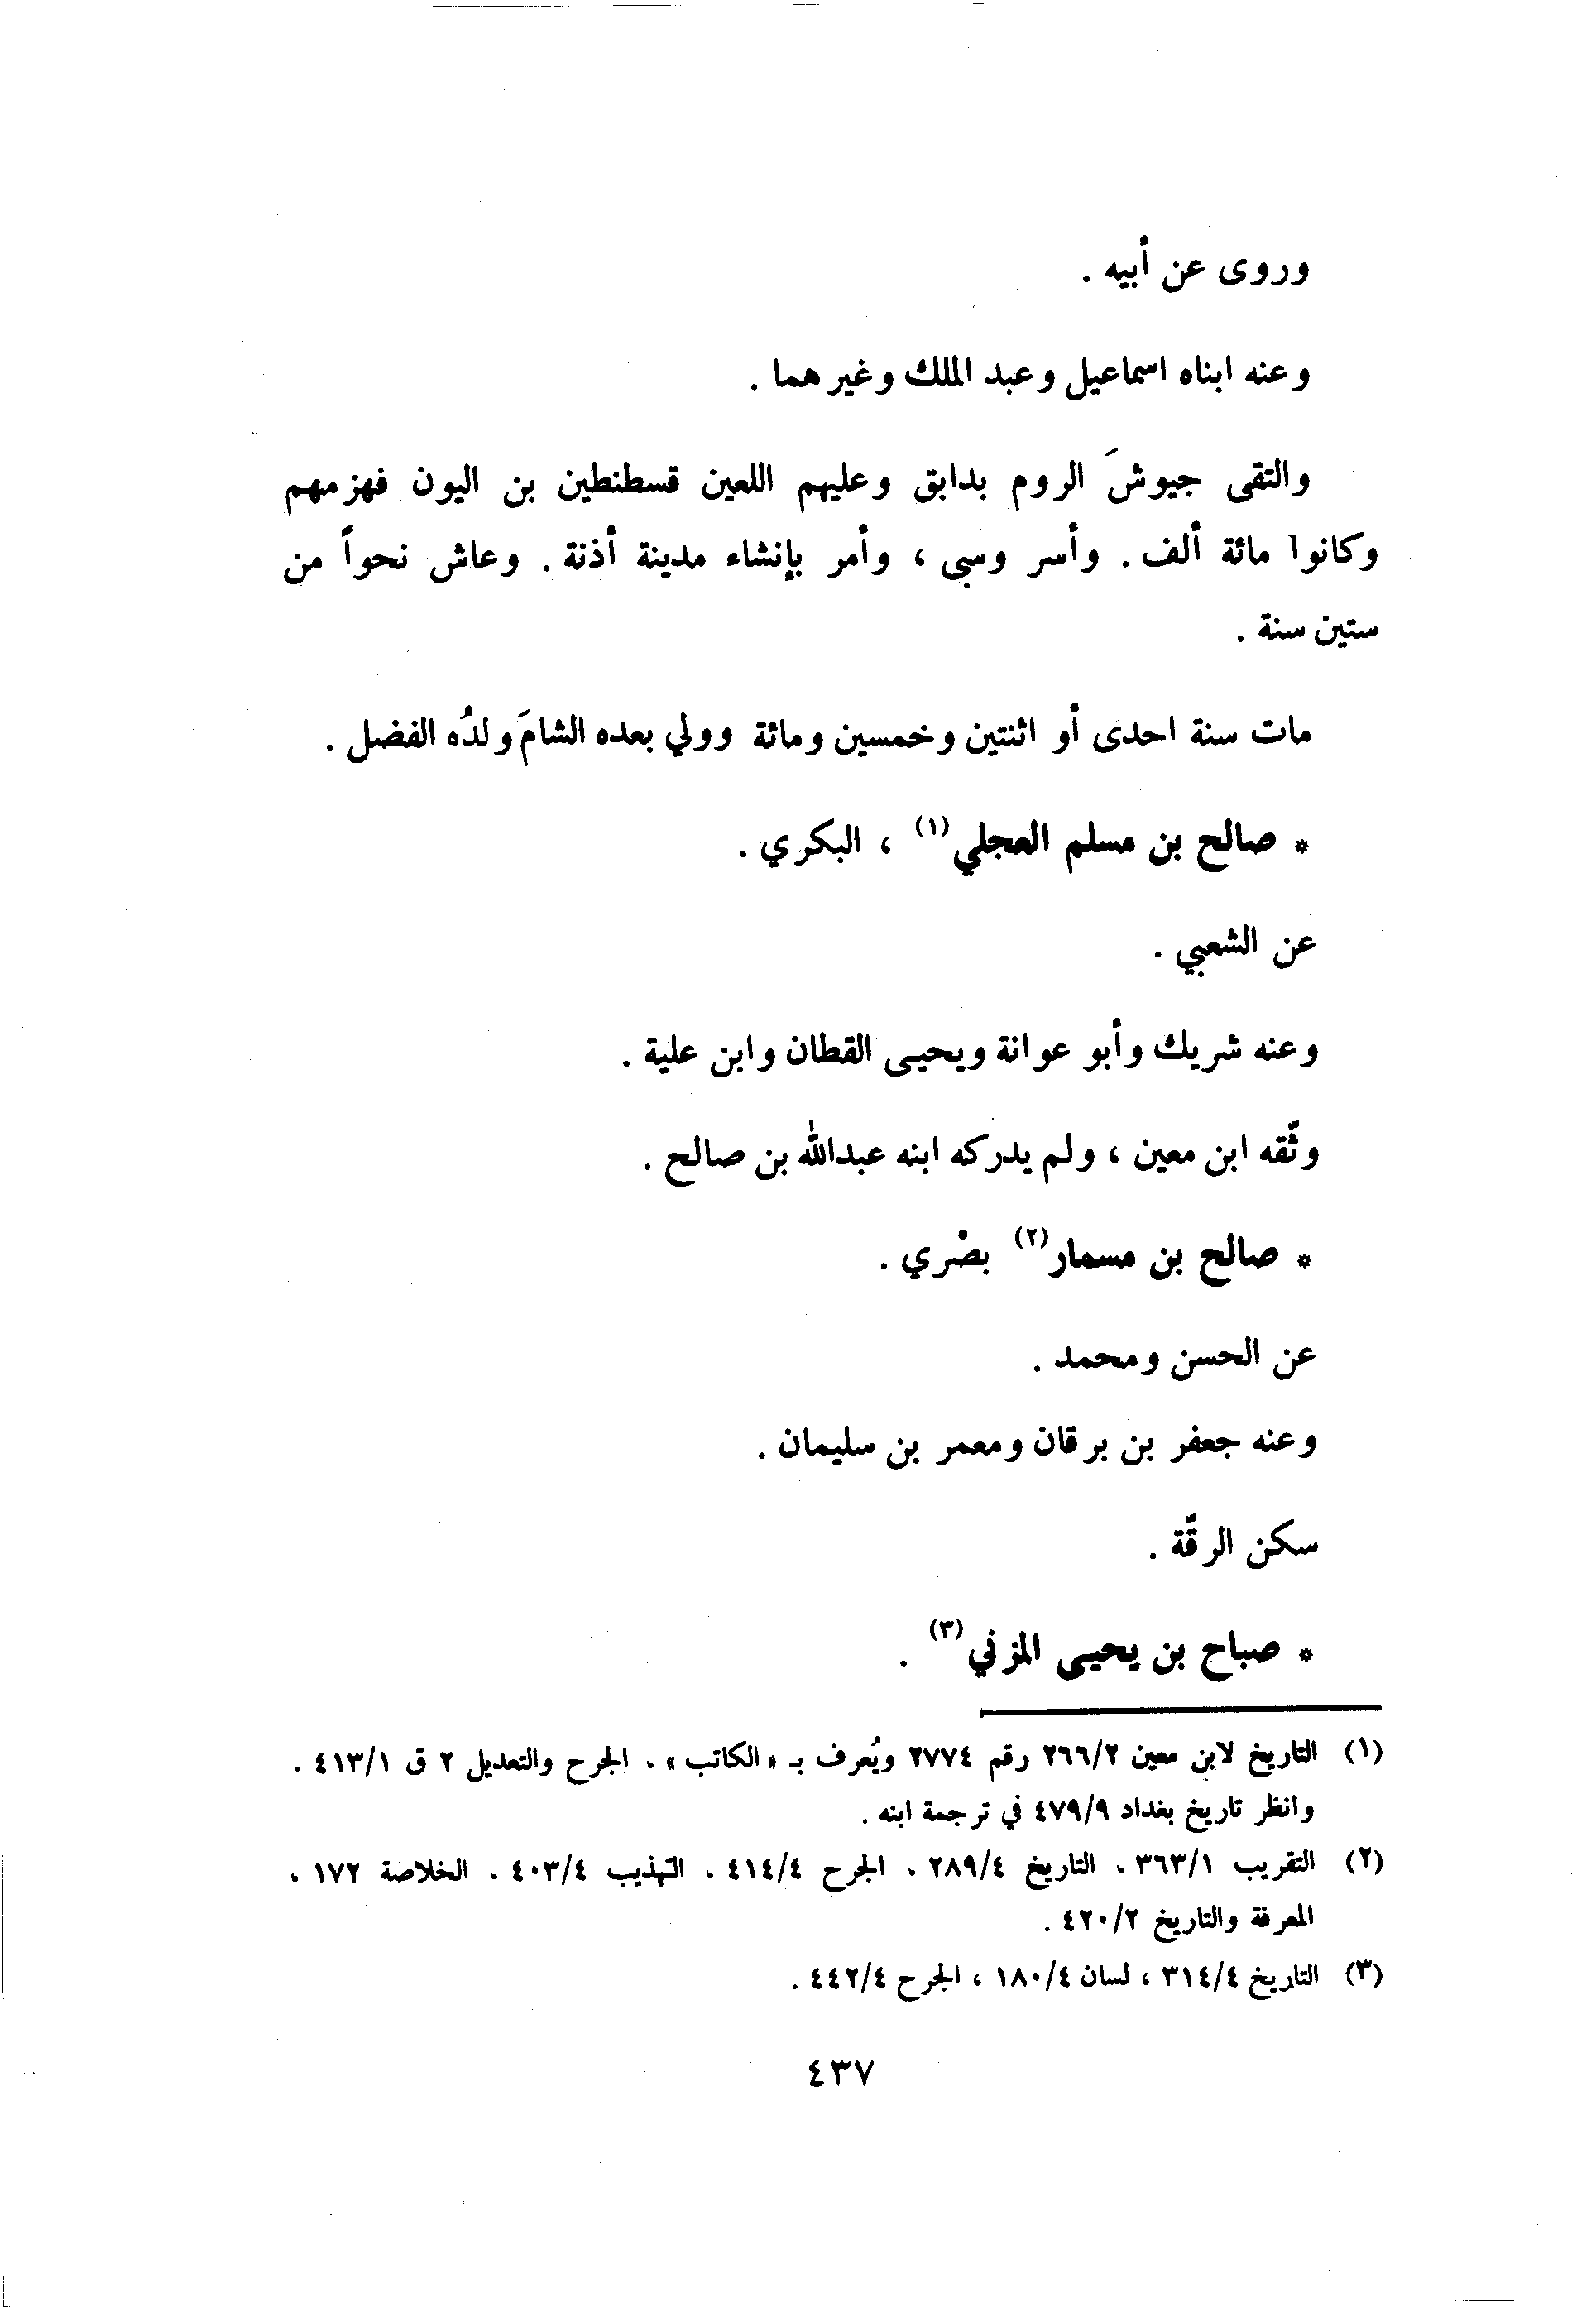 وروى عن أبيه .
وعنه ابناه اسماعيل وعبد الملك وغيرهما .
والتقى جيوشَ الروم بدابق وعليهم اللعين قسطنطين بن اليون فهزمهم
وكانوا مائة ألف . وأسر وسبى ، وأمر بإنشاء مدينة أذنة . وعاش نحواً من
ستين سنة .
مات سنة احدى أو اثنتين وخمسين ومائة وولي بعده الشامَ ولدُه الفضل .
* صالح بن مسلم العجلي (١) ، البكري .
عن الشعبي .
وعنه شريك وأبو عوانة ويحيى القطان وابن علية .
وثّقه ابن معين ، ولم يدركه ابنه عبدالله بن صالح .
* صالح بن مسمار (٢) بصْري .
عن الحسن ومحمد .
وعنه جعفر بن برقان ومعمر بن سليمان .
سكن الرقّة .
* صباح بن يحيى المزني (٣) .
(١) التاريخ لابن معين ٢٦٦/٢ رقم ٢٧٧٤ ويُعرف بـ «الكاتب» ، الجرح والتعديل ٢ ق ٤١٣/١ .
وانظر تاريخ بغداد ٤٧٩/٩ في ترجمة ابنه .
(٢) التقريب ٣٦٣/١ ، التاريخ ٢٨٩/٤ ، الجرح ٤١٤/٤ ، التهذيب ٤٠٣/٤ ، الخلاصة ١٧٢ ،
المعرفة والتاريخ ٤٢٠/٢ .
(٣) التاريخ ٣١٤/٤ ، لسان ١٨٠/٤ ، الجرح ٤٤٢/٤ .
٤٣٧